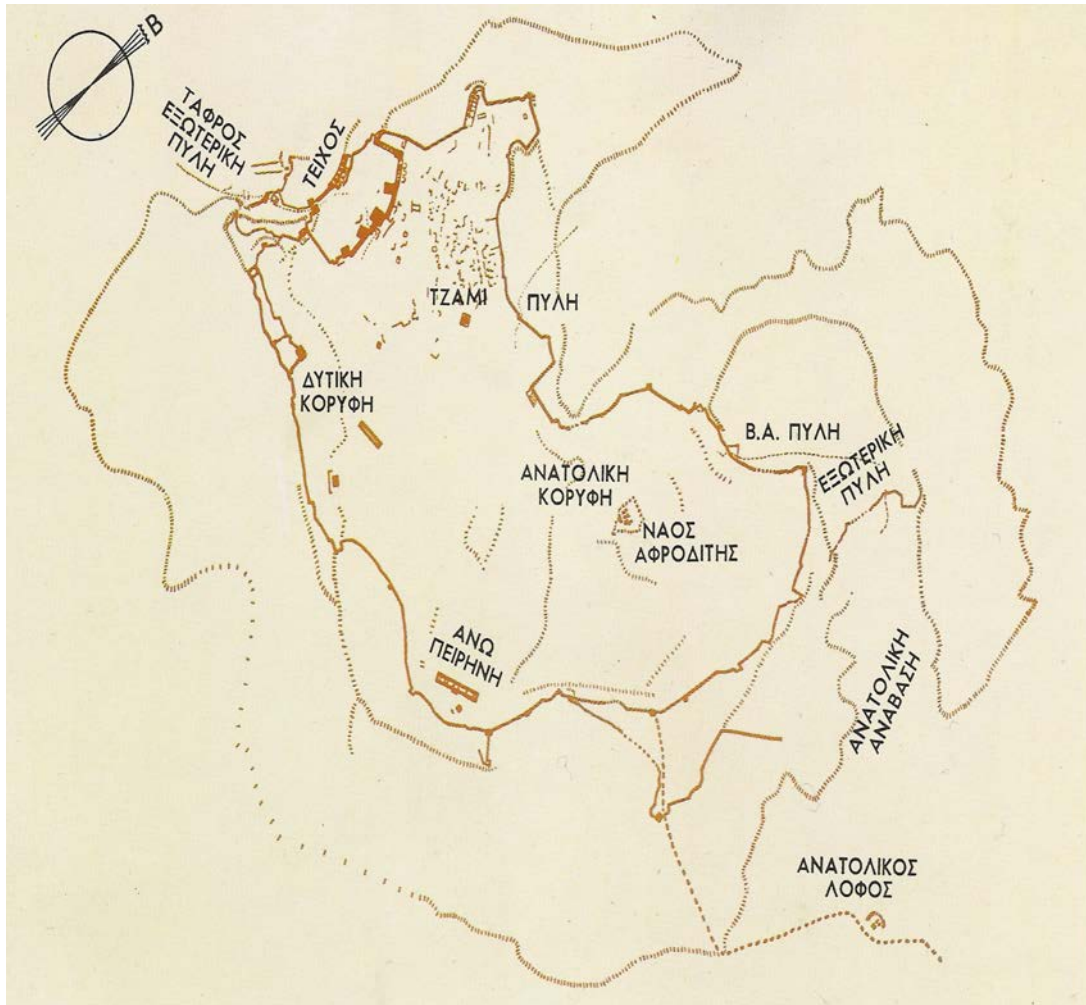 Β
ΤΑΦΡΟΣ
ΕΞΩΤΕΡΙΚΗ
ΠΥΛΗ
ΤΕΙΧΟΣ
ΤΖΑΜΙ
ΠΥΛΗ
ΔΥΤΙΚΗ
ΚΟΡΥΦΗ
Β.Α. ΠΥΛΗ
ΕΞΩΤΕΡΙΚΗ
ΠΥΛΗ
ΑΝΑΤΟΛΙΚΗ
ΚΟΡΥΦΗ
ΝΑΟΣ
ΑΦΡΟΔΙΤΗΣ
ΑΝΩ
ΠΕΙΡΗΝΗ
ΑΝΑΤΟΛΙΚΗ
ΑΝΑΒΑΣΗ
ΑΝΑΤΟΛΙΚΟΣ
ΛΟΦΟΣ